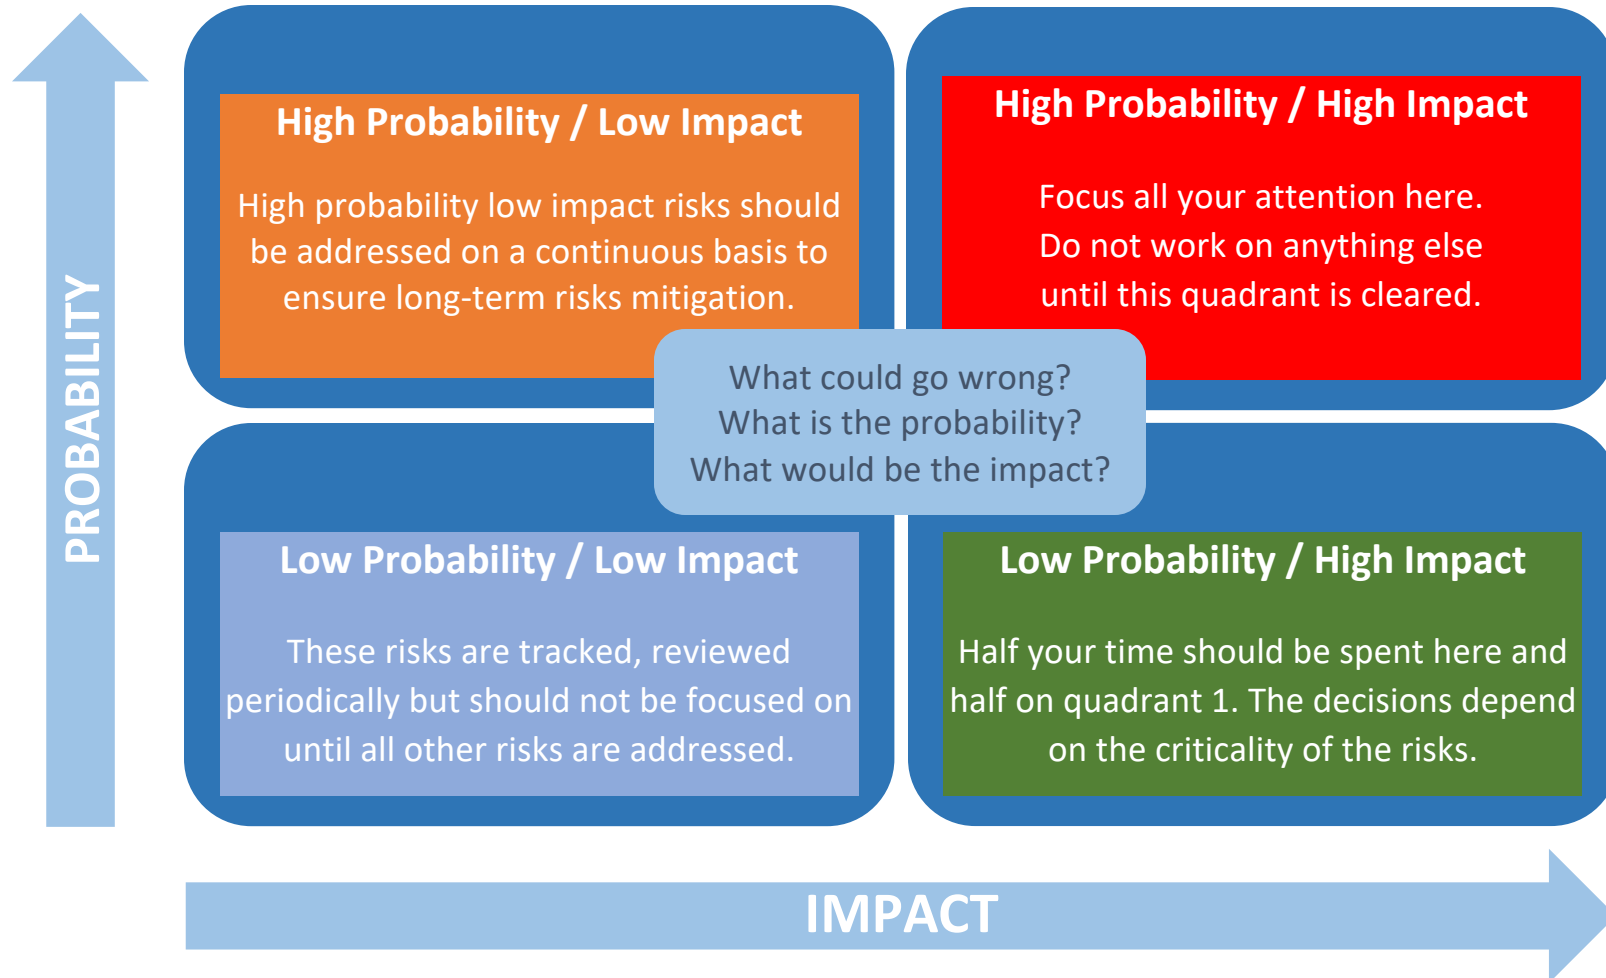 PROBABILITY
High Probability / Low Impact
High probability low impact risks should
be addressed on a continuous basis to
ensure long-term risks mitigation.
High Probability / High Impact
Focus all your attention here.
Do not work on anything else
until this quadrant is cleared.
What could go wrong?
What is the probability?
What would be the impact?
Low Probability / Low Impact
These risks are tracked, reviewed
periodically but should not be focused on
until all other risks are addressed.
Low Probability / High Impact
Half your time should be spent here and
half on quadrant 1. The decisions depend
on the criticality of the risks.
IMPACT